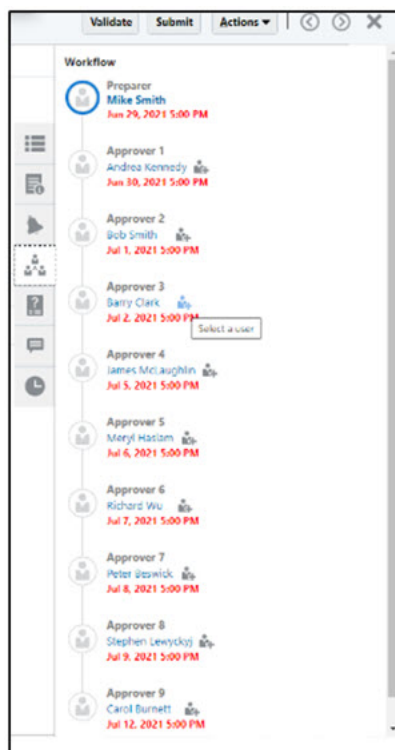 Validate Submit Actions
Workflow
Preparer
Mike Smith
Jun 29, 2021 5:00 PM
Approver 1
Andrea Kennedy
Jun 30, 2021 5:00 PM
Approver 2
Bob Smith
Jul 1, 2021 5:00 PM
Approver 3
Barry Clark
Jul 2, 2021 5:00 PM
Select a user
Approver 4
James McLaughlin
Jul 5, 2021 5:00 PM
Approver 5
Meryl Haslam
Jul 6, 2021 5:00 PM
Approver 6
Richard Wu
Jul 7, 2021 5:00 PM
Approver 7
Peter Beswick
Jul 8, 2021 5:00 PM
Approver 8
Stephen Lewyckyj
Jul 9, 2021 5:00 PM
Approver 9
Carol Burnett
Jul 12, 2021 5:00 PM